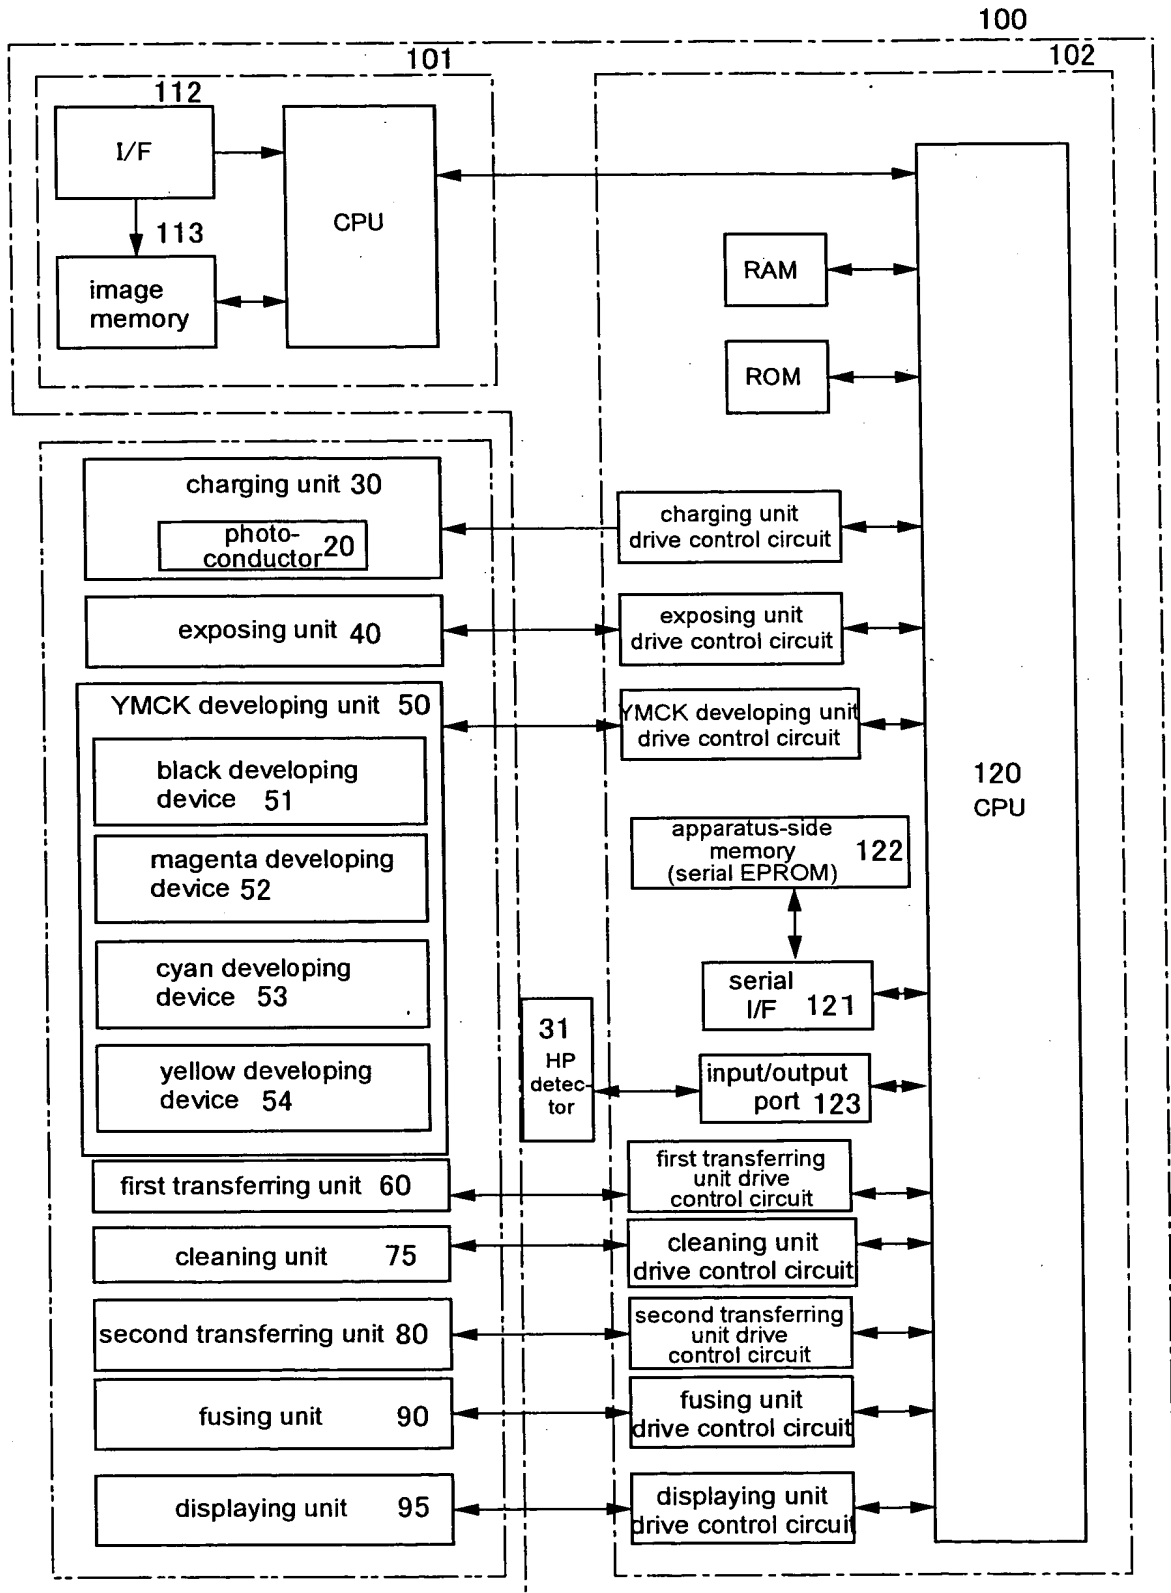 100
101
102
112
I/F
CPU
113
image
memory
RAM
ROM
charging unit 30
photo-
conductor 20
charging unit
drive control circuit
exposing unit 40
exposing unit
drive control circuit
YMCK developing unit 50
YMCK developing unit
drive control circuit
black developing
device 51
magenta developing
device 52
cyan developing
device 53
yellow developing
device 54
120
CPU
apparatus-side
memory 122
(serial EPROM)
serial
I/F 121
31
HP
detec-
tor
input/output
port 123
first transferring unit 60
first transferring
unit drive
control circuit
cleaning unit 75
cleaning unit
drive control circuit
second transferring unit 80
second transferring
unit drive
control circuit
fusing unit 90
fusing unit
drive control circuit
displaying unit 95
displaying unit
drive control circuit